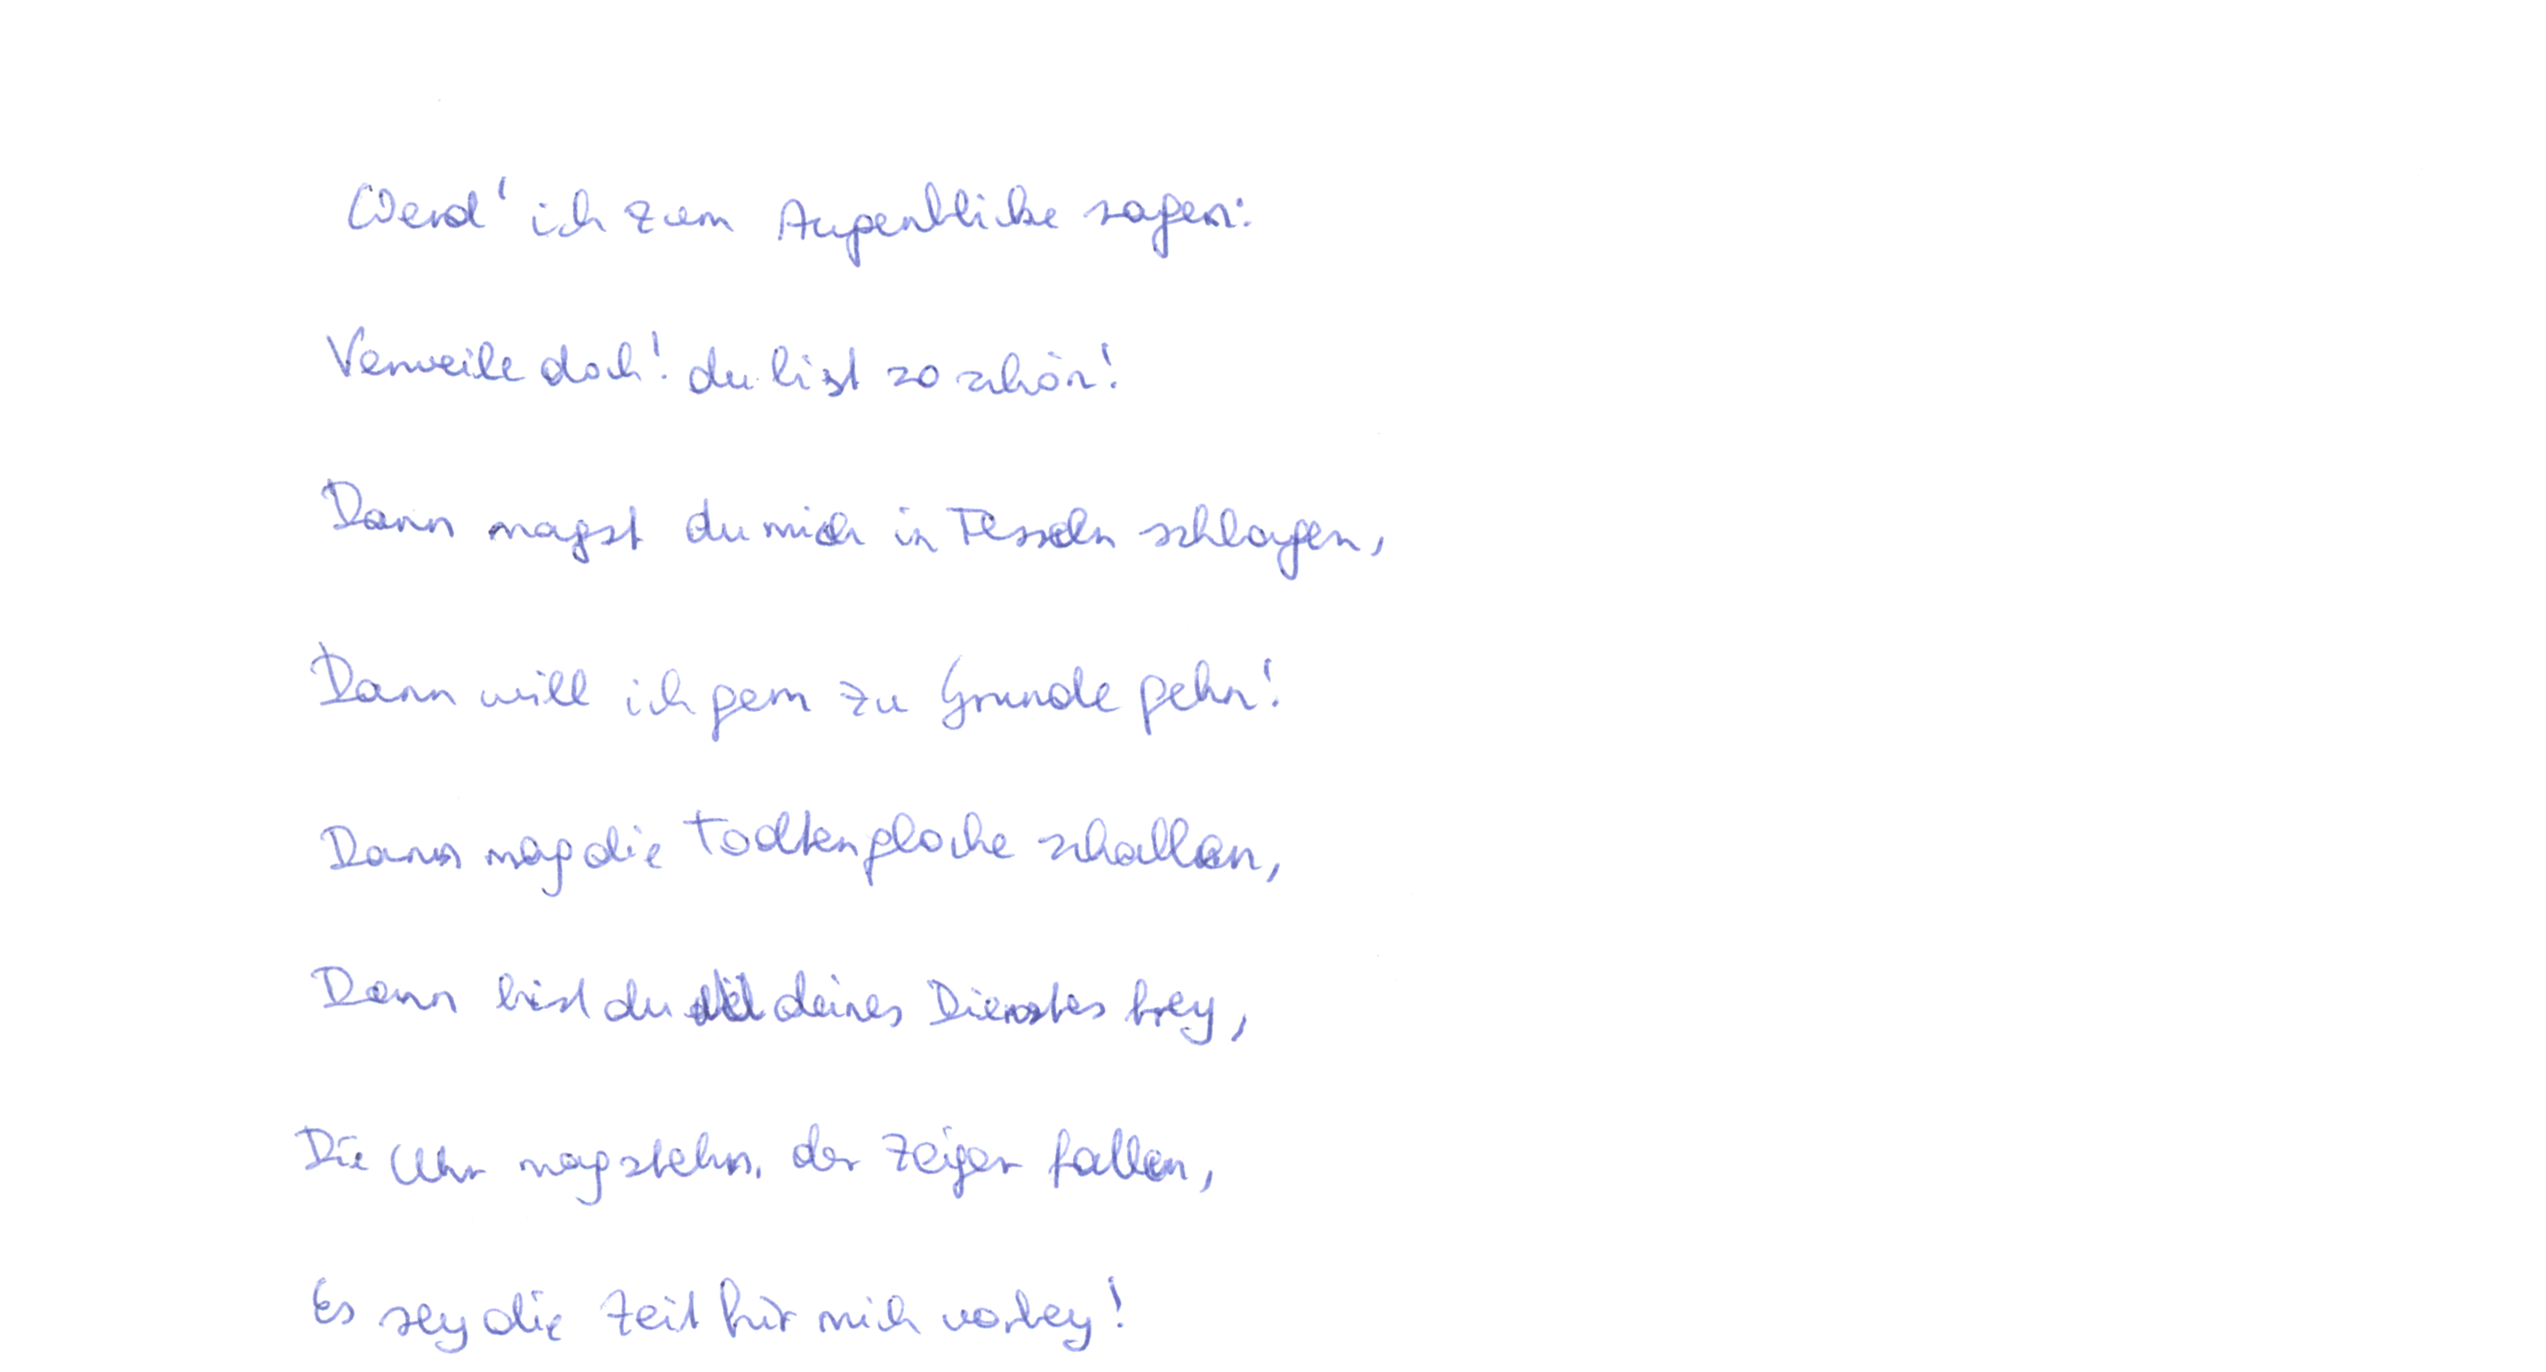 Werd' ich zum Augenblicke sagen:
Verweile doch! du bist so schön!
Dann magst du mich in Fesseln schlagen,
Dann will ich gern zu Grunde gehn!
Dann mag die Todtenglocke schallen,
Dann bist du deines Dienstes frey,
Die Uhr mag stehn, der Zeiger fallen,
Es sey die Zeit für mich vorbey!